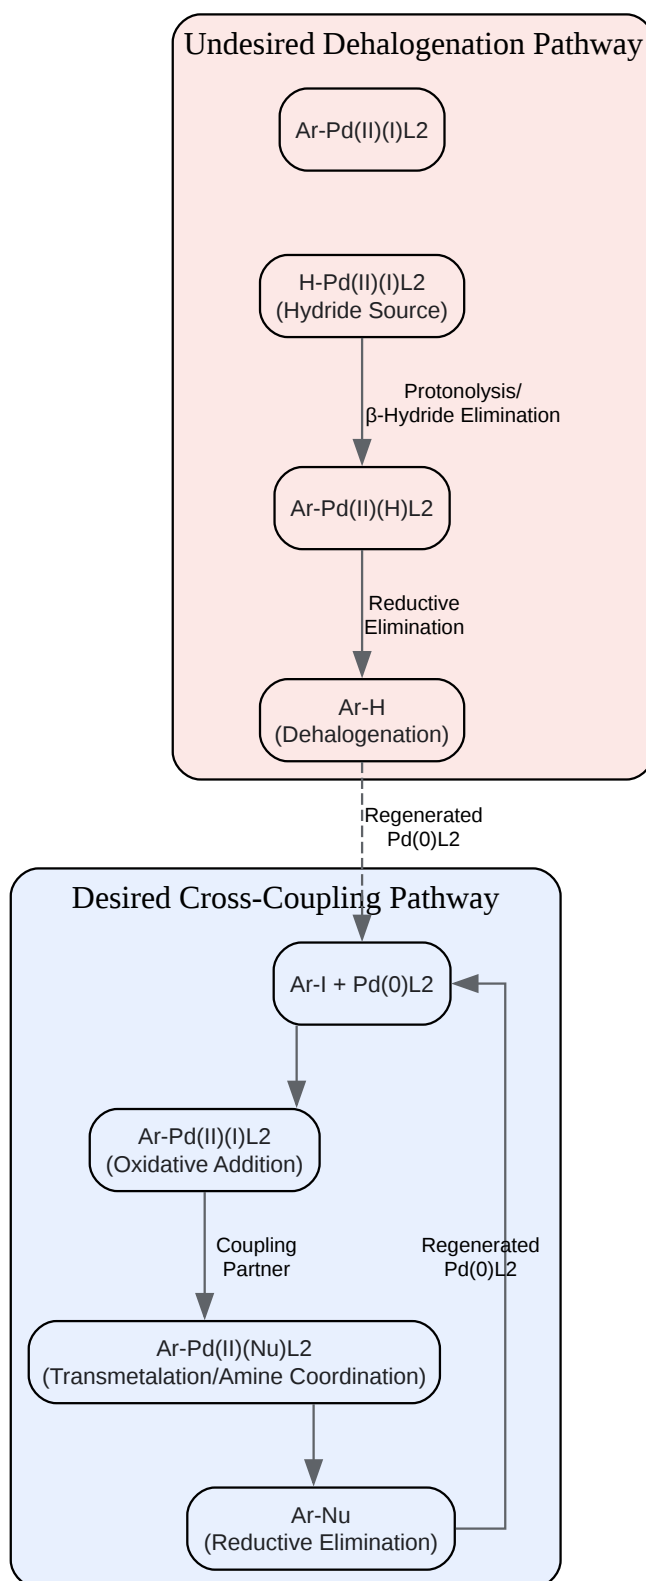 Undesired Dehalogenation Pathway
Ar-Pd(II)(I)L2
H-Pd(II)(I)L2
(Hydride Source)
Protonolysis/
β-Hydride Elimination
Ar-Pd(II)(H)L2
Reductive
Elimination
Ar-H
(Dehalogenation)
Regenerated
Pd(0)L2
Desired Cross-Coupling Pathway
Ar-I + Pd(0)L2
Ar-Pd(II)(I)L2
(Oxidative Addition)
Coupling
Partner
Regenerated
Pd(0)L2
Ar-Pd(II)(Nu)L2
(Transmetalation/Amine Coordination)
Ar-Nu
(Reductive Elimination)